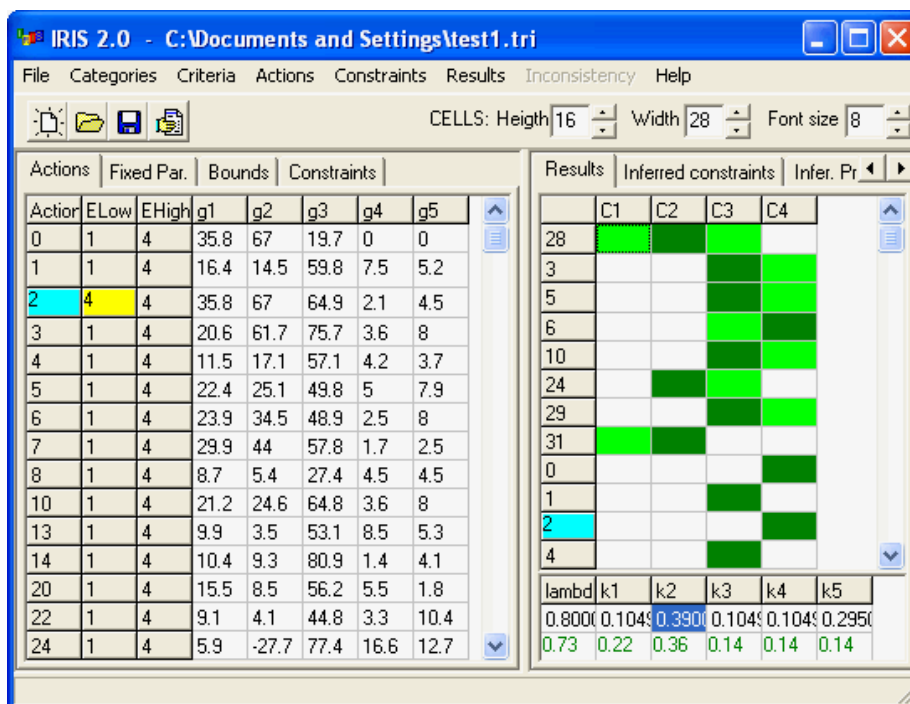 IRIS 2.0 - C:\Documents and Settings\test1.tri
File Categories Criteria Actions Constraints Results Inconsistency Help
CELLS: Heigth 16 Width 28 Font size 8
Actions Fixed Par. Bounds Constraints
Action ELow EHigh g1 g2 g3 g4 g5
0 1 4 35.8 67 19.7 0 0
1 1 4 16.4 14.5 59.8 7.5 5.2
2 4 4 35.8 67 64.9 2.1 4.5
3 1 4 20.6 61.7 75.7 3.6 8
4 1 4 11.5 17.1 57.1 4.2 3.7
5 1 4 22.4 25.1 49.8 5 7.9
6 1 4 23.9 34.5 48.9 2.5 8
7 1 4 29.9 44 57.8 1.7 2.5
8 1 4 8.7 5.4 27.4 4.5 4.5
10 1 4 21.2 24.6 64.8 3.6 8
13 1 4 9.9 3.5 53.1 8.5 5.3
14 1 4 10.4 9.3 80.9 1.4 4.1
20 1 4 15.5 8.5 56.2 5.5 1.8
22 1 4 9.1 4.1 44.8 3.3 10.4
24 1 4 5.9 -27.7 77.4 16.6 12.7
Results Inferred constraints Infer. Pr
C1 C2 C3 C4
28
3
5
6
10
24
29
31
0
1
2
4
lambd k1 k2 k3 k4 k5
0.800 0.1049 0.390 0.1049 0.1049 0.295
0.73 0.22 0.36 0.14 0.14 0.14